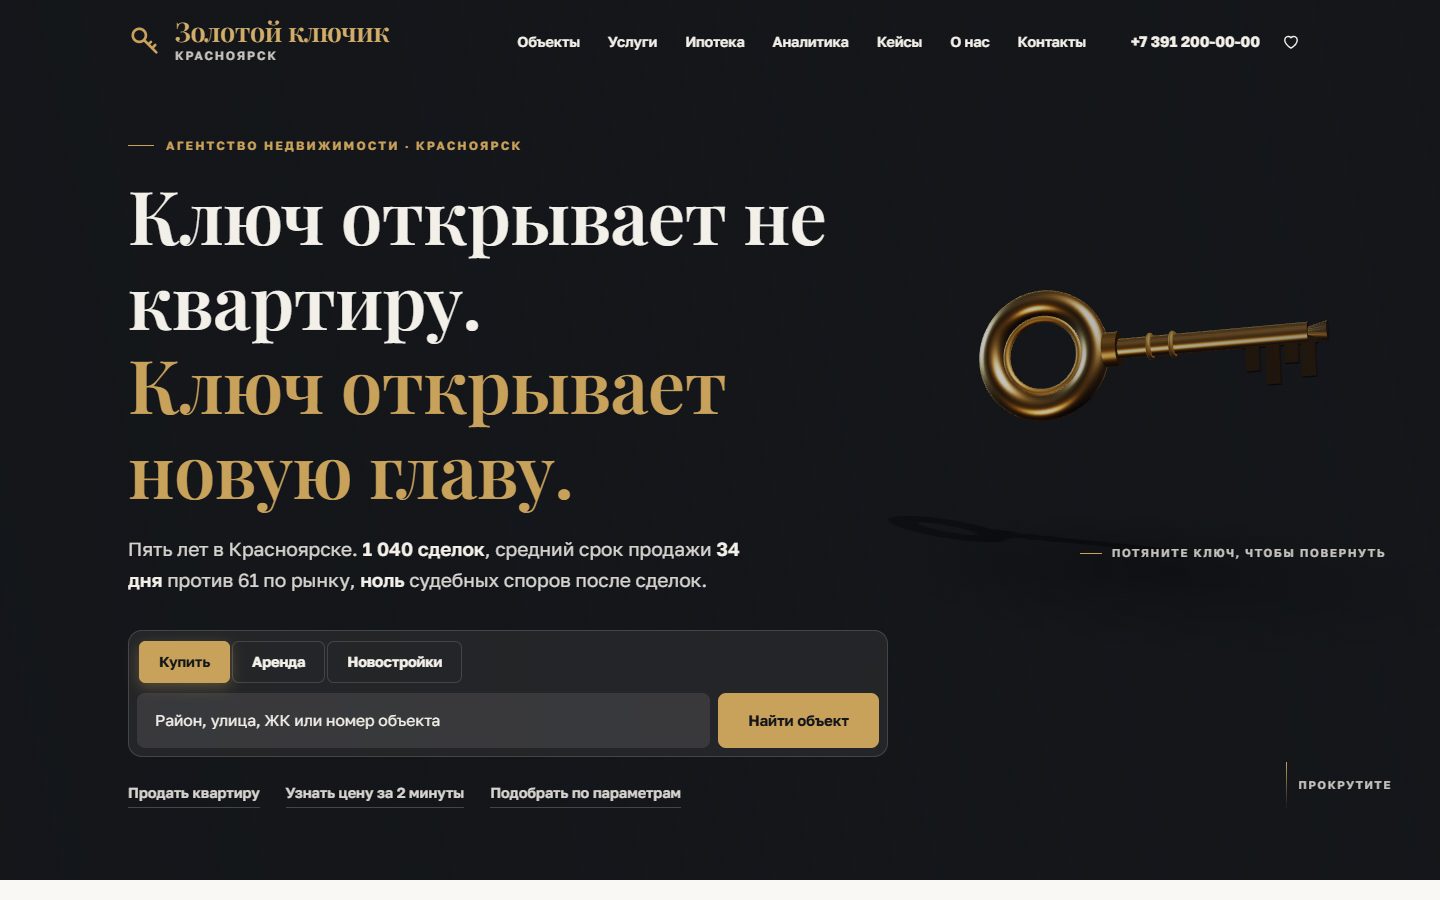 Золотой ключик
КРАСНОЯРСК
Объекты Услуги Ипотека Аналитика Кейсы О нас Контакты +7 391 200-00-00
АГЕНТСТВО НЕДВИЖИМОСТИ · КРАСНОЯРСК
Ключ открывает не
квартиру.
Ключ открывает
новую главу.
Пять лет в Красноярске. 1 040 сделок, средний срок продажи 34
дня против 61 по рынку, ноль судебных споров после сделок.
ПОТЯНИТЕ КЛЮЧ, ЧТОБЫ ПОВЕРНУТЬ
Купить Аренда Новостройки
Район, улица, ЖК или номер объекта Найти объект
Продать квартиру Узнать цену за 2 минуты Подобрать по параметрам
ПРОКРУТИТЕ